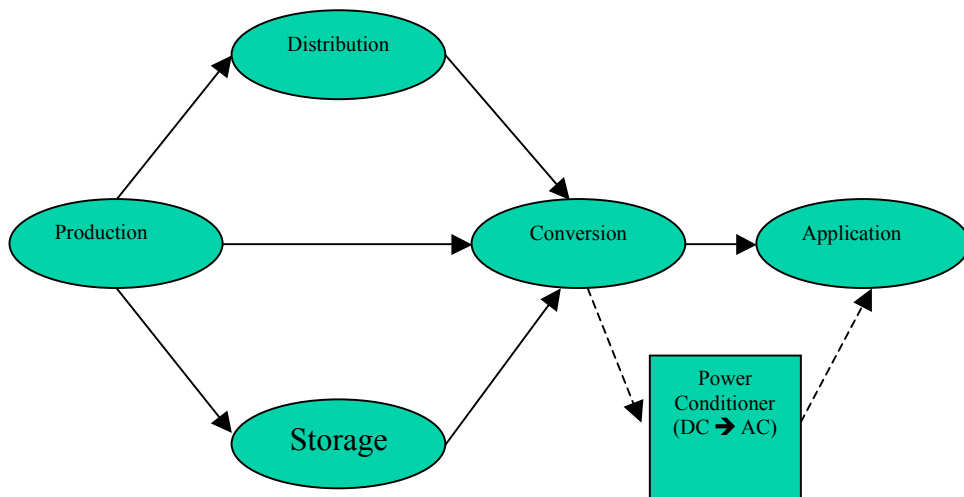 Distribution
Production
Conversion
Application
Storage
Power
Conditioner
(DC ➔ AC)